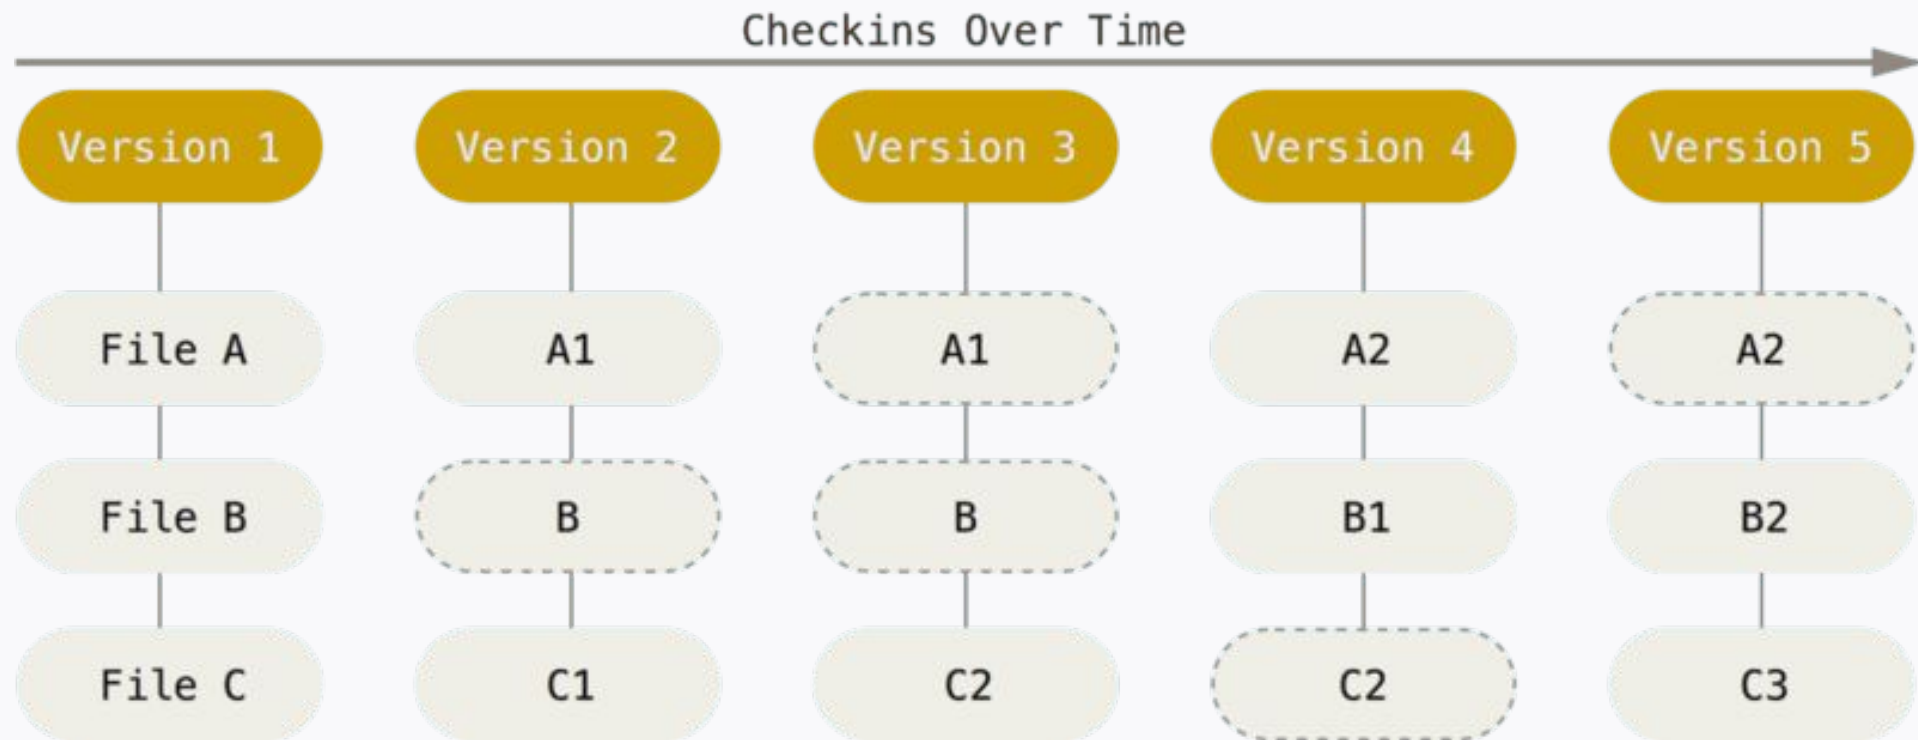 Checkins Over Time
Version 1 Version 2 Version 3 Version 4 Version 5
File A A1 A1 A2 A2
File B B B B1 B2
File C C1 C2 C2 C3